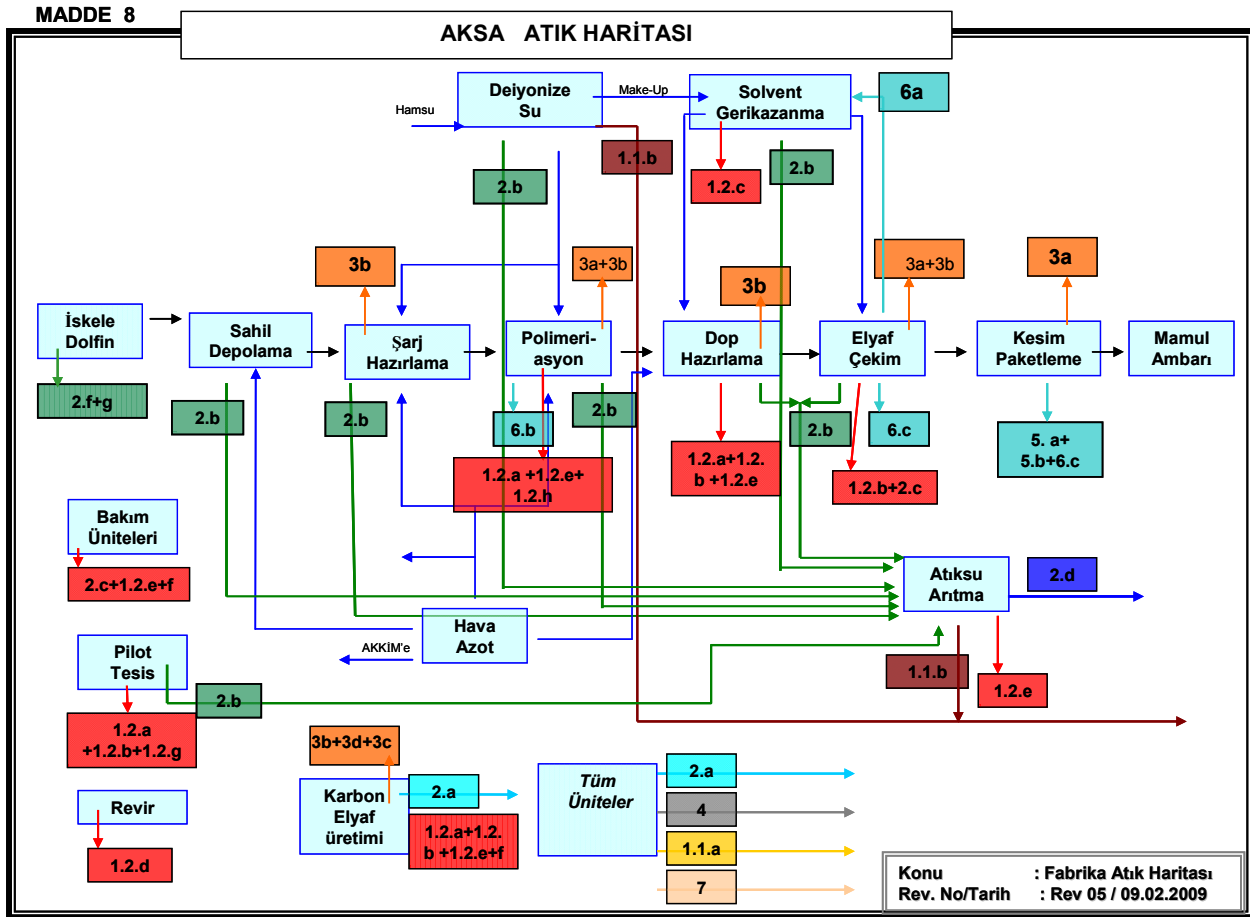 MADDE 8
AKSA ATIK HARİTASI
Deiyonize
Su
Make-Up
Solvent
Gerikazanma
6a
Hamsu
1.1.b
2.b
1.2.c
2.b
3b
3a+3b
3b
3a+3b
3a
İskele
Dolfin
Sahil
Depolama
Şarj
Hazırlama
Polimeri-
asyon
Dop
Hazırlama
Elyaf
Çekim
Kesim
Paketleme
Mamul
Ambarı
2.f+g
2.b
2.b
6.b
2.b
2.b
6.c
5. a+
5.b+6.c
1.2.a +1.2.e+
1.2.h
1.2.a+1.2.
b +1.2.e
1.2.b+2.c
Bakım
Üniteleri
2.c+1.2.e+f
Atıksu
Arıtma
2.d
Hava
Azot
AKKİM'e
Pilot
Tesis
2.b
1.1.b
1.2.e
1.2.a
+1.2.b+1.2.g
3b+3d+3c
Karbon
Elyaf
üretimi
2.a
1.2.a+1.2.
b +1.2.e+f
Tüm
Üniteler
2.a
4
1.1.a
7
Revir
1.2.d
Konu : Fabrika Atık Haritası
Rev. No/Tarih : Rev 05 / 09.02.2009